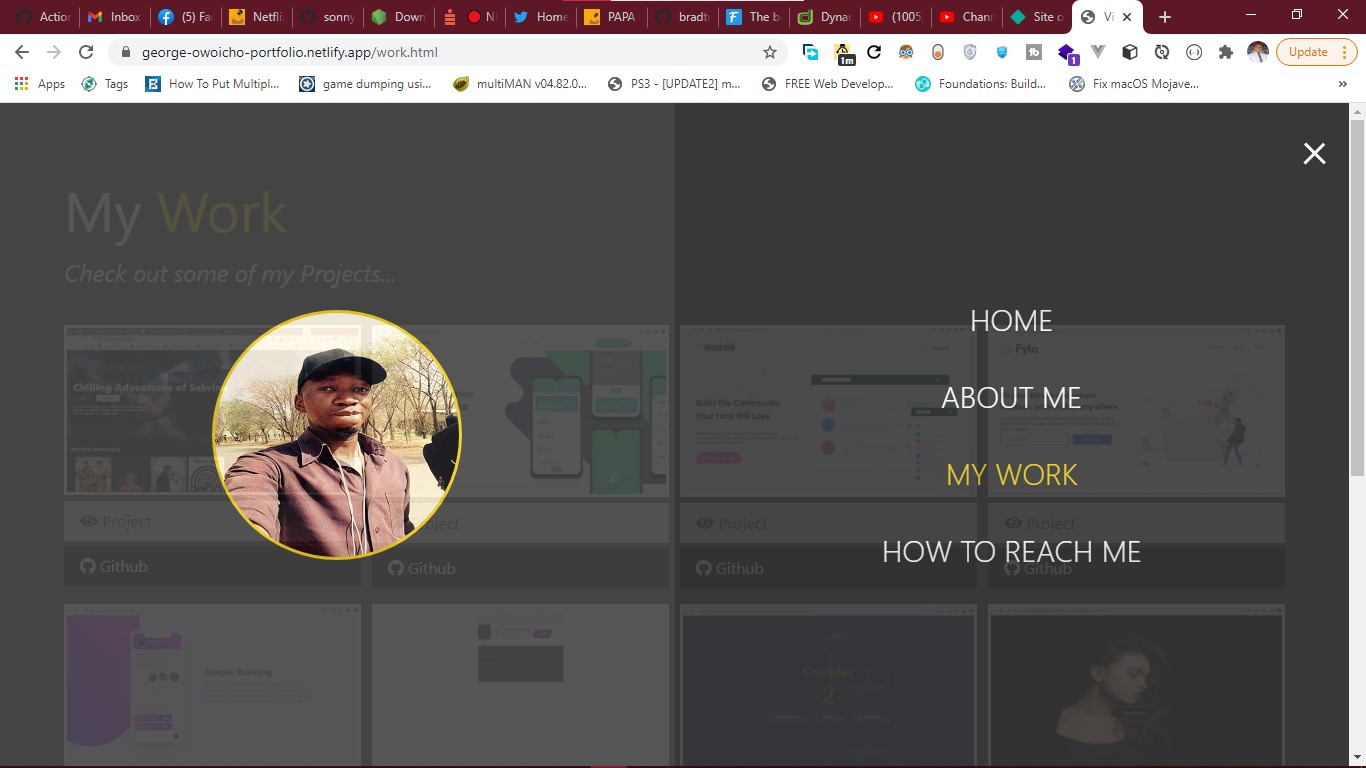 Actior
Inbox
(5) Fa
Netfli
sonny
Down
N
Home
PAPA
bradt
The b
Dynar
(1005
Chann
Site o
Vi
george-owoicho-portfolio.netlify.app/work.html
1m
1
Update
Apps
Tags
How To Put Multipl...
game dumping usi...
multiMAN v04.82.0...
PS3 - [UPDATE2] m...
FREE Web Develop...
Foundations: Build...
Fix macOS Mojave...
»
My Work
Check out some of my Projects...
HOME
ABOUT ME
MY WORK
HOW TO REACH ME
Chilling Adventures of Sabrin
Huddle
Build The Community
Your Fans Will Love
Fylo
Project
Project
Project
Project
Github
Github
Github
Github
Simple Booking
Counter
2